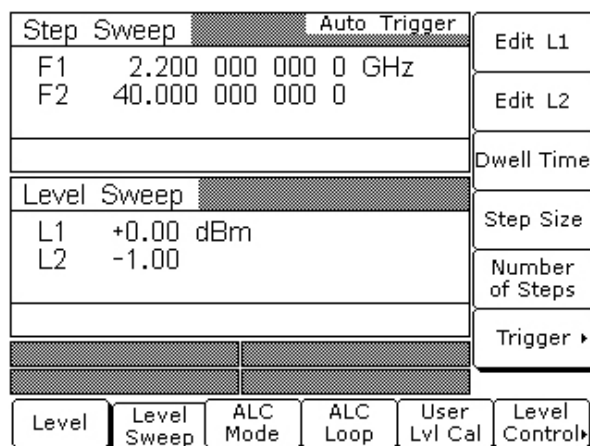 Step Sweep Auto Trigger
F1 2.200 000 000 0 GHz
F2 40.000 000 000 0
Level Sweep
L1 +0.00 dBm
L2 -1.00
Edit L1
Edit L2
Dwell Time
Step Size
Number
of Steps
Trigger
Level
Level
Sweep
ALC
Mode
ALC
Loop
User
Lvl Cal
Level
Control